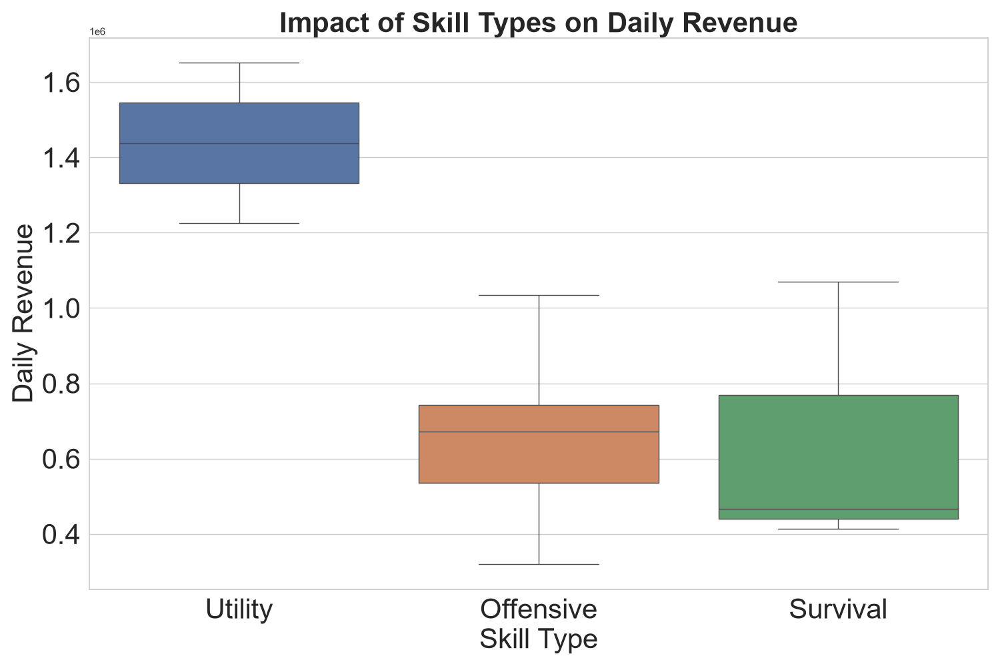 Impact of Skill Types on Daily Revenue
1e6
1.6
1.4
1.2
1.0
0.8
0.6
0.4
Daily Revenue
Utility
Offensive
Survival
Skill Type